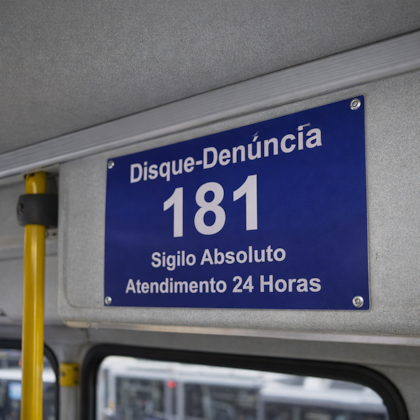 Disque-Denúncia
181
Sigilo Absoluto
Atendimento 24 Horas